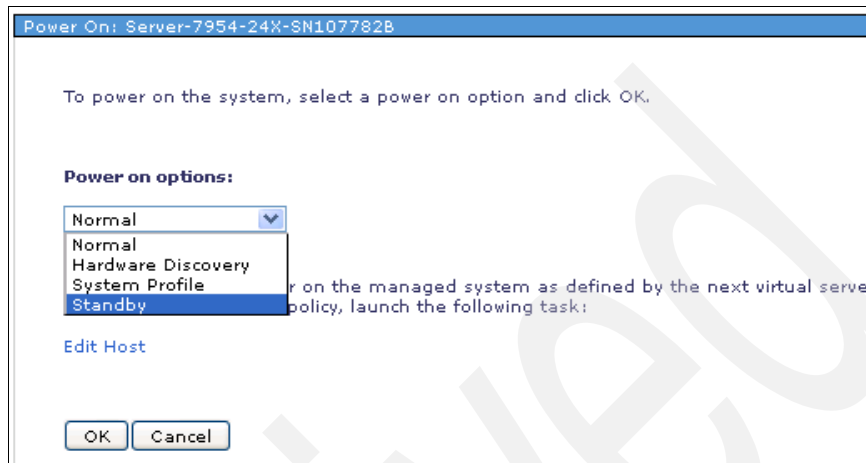 Power On: Server-7954-24X-SN107782B
To power on the system, select a power on option and click OK.
Power on options:
Normal
Normal
Hardware Discovery
System Profile
r on the managed system as defined by the next virtual serve
Standby
policy, launch the following task:
Edit Host
OK Cancel